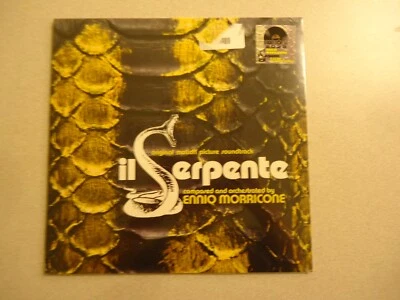 original motion picture soundtrack
il Serpente
composed and orchestrated by
ENNIO MORRICONE